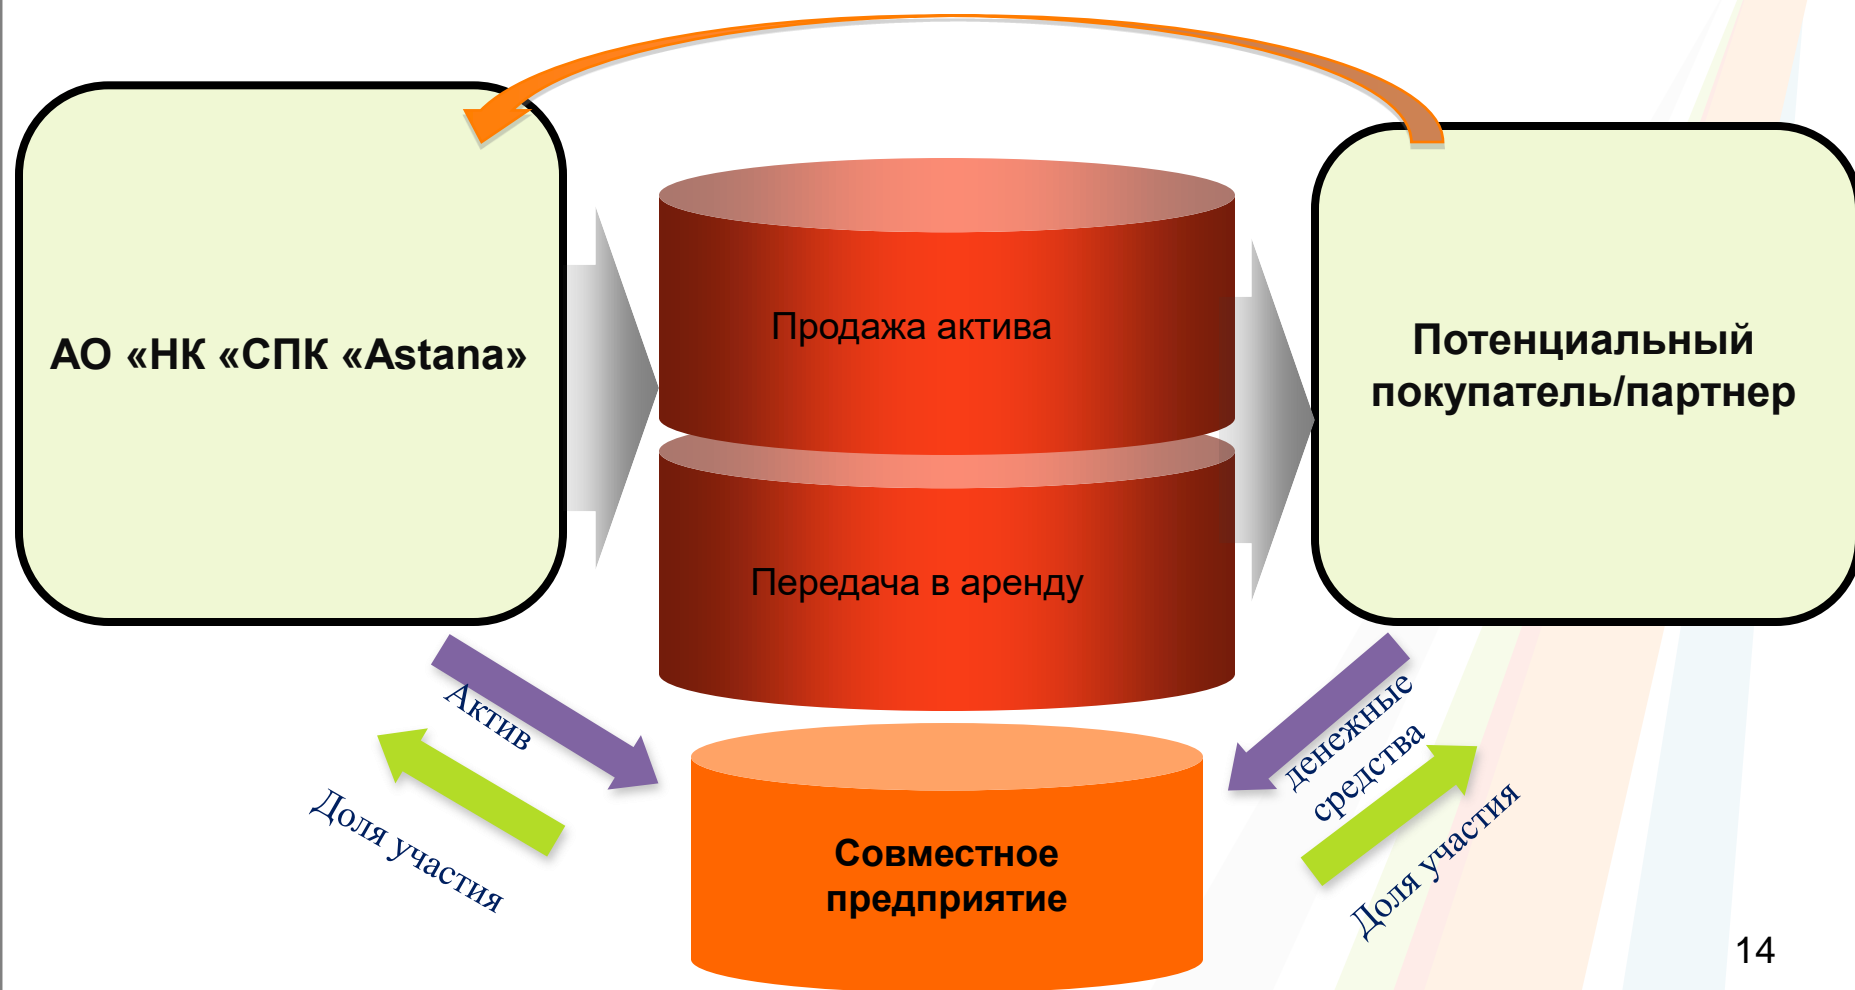 АО «НК «СПК «Astana»
Продажа актива
Потенциальный
покупатель/партнер
Передача в аренду
Актив
Доля участия
денежные
средства
Доля участия
Совместное
предприятие
14